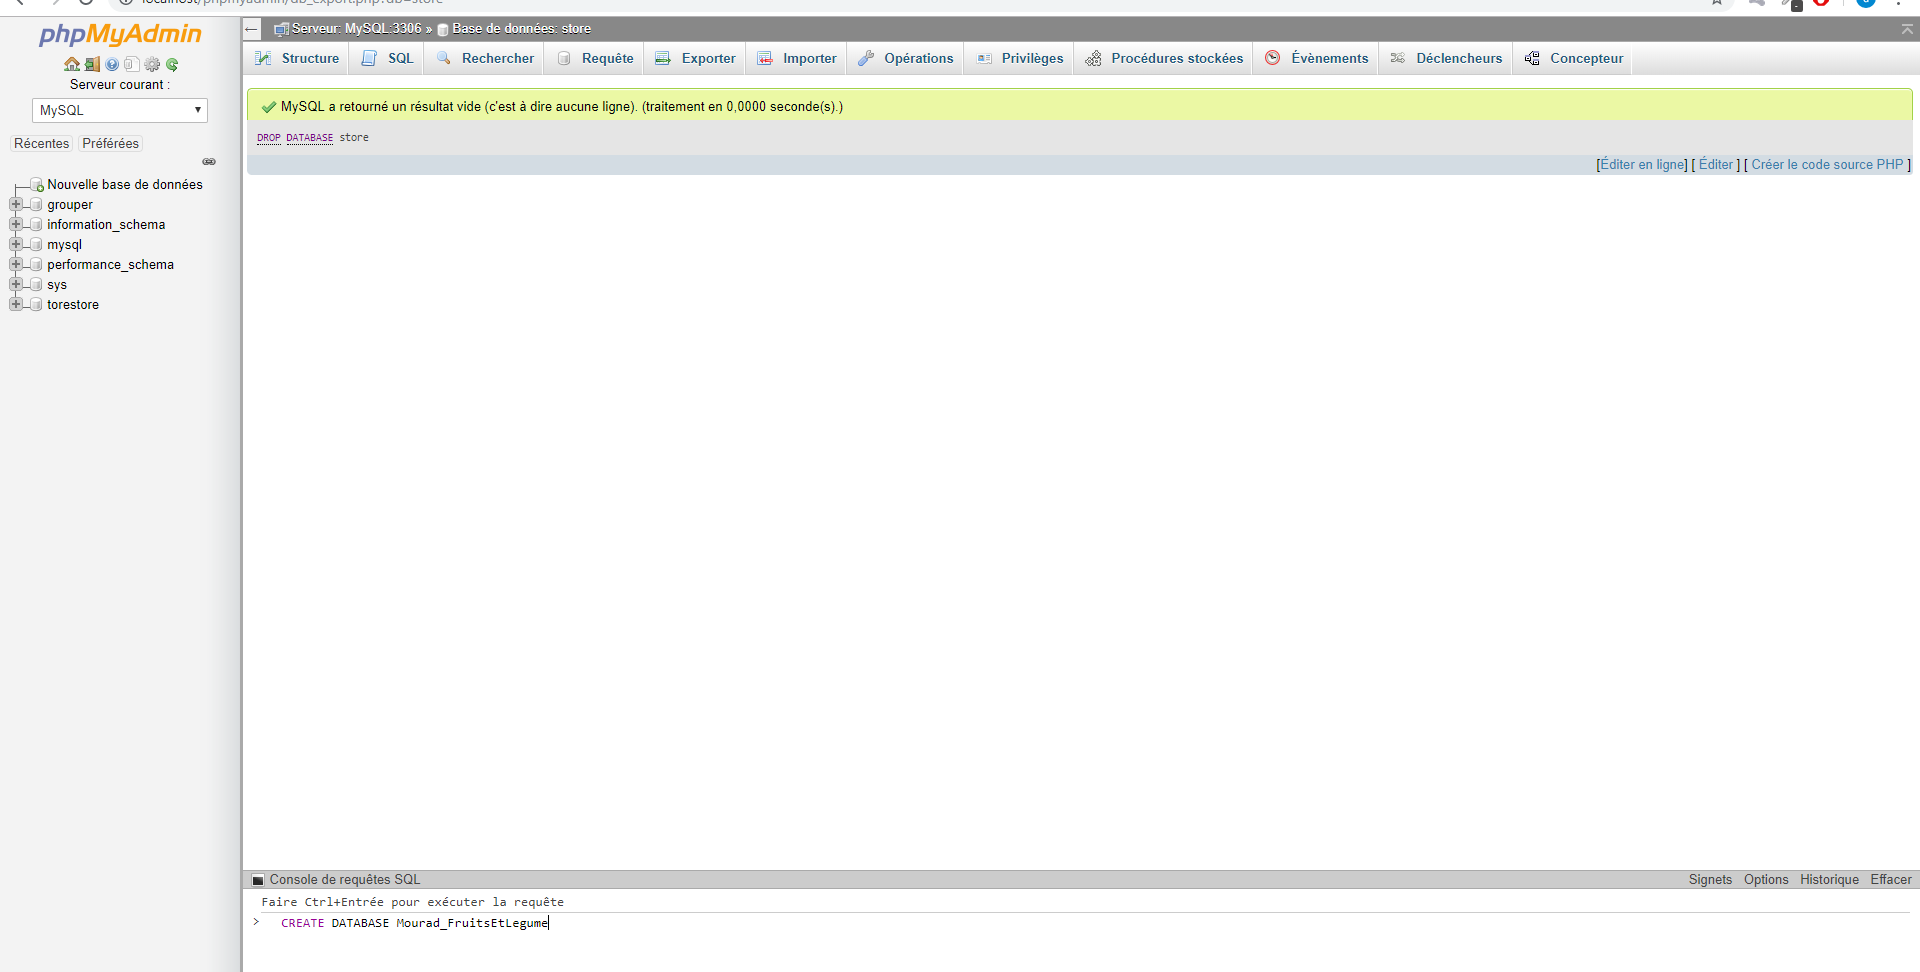 localhost/phpmyadmin/db_export.php?db=store
phpMyAdmin
Serveur courant :
MySQL
Récentes Préférées
Nouvelle base de données
grouper
information_schema
mysql
performance_schema
sys
torestore
Serveur: MySQL:3306 » Base de données: store
Structure SQL Rechercher Requête Exporter Importer Opérations Privilèges Procédures stockées Évènements Déclencheurs Concepteur
MySQL a retourné un résultat vide (c'est à dire aucune ligne). (traitement en 0,0000 seconde(s).)
DROP DATABASE store
[Éditer en ligne] [ Éditer ] [ Créer le code source PHP ]
Console de requêtes SQL Signets Options Historique Effacer
Faire Ctrl+Entrée pour exécuter la requête
> CREATE DATABASE Mourad_FruitsEtLegume